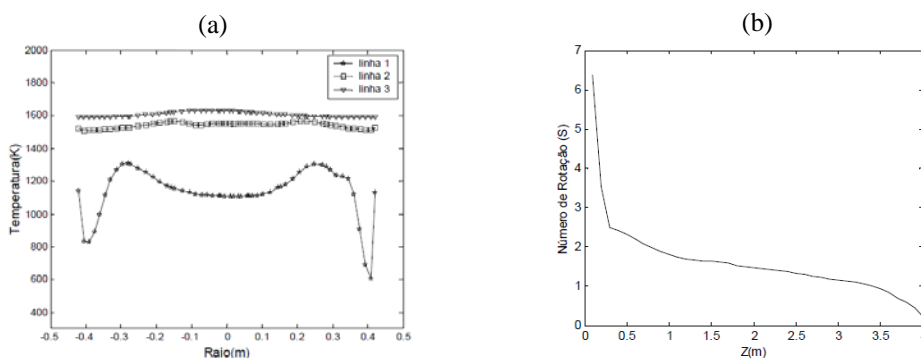 (a)
2000
1800
1600
1400
1200
1000
800
600
400
Temperatura(K)
linha 1
linha 2
linha 3
-0.5 -0.4 -0.3 -0.2 -0.1 0 0.1 0.2 0.3 0.4 0.5
Raio(m)
(b)
7
6
5
4
3
2
1
0
Número de Rotação (S)
0 0.5 1 1.5 2 2.5 3 3.5
Z(m)